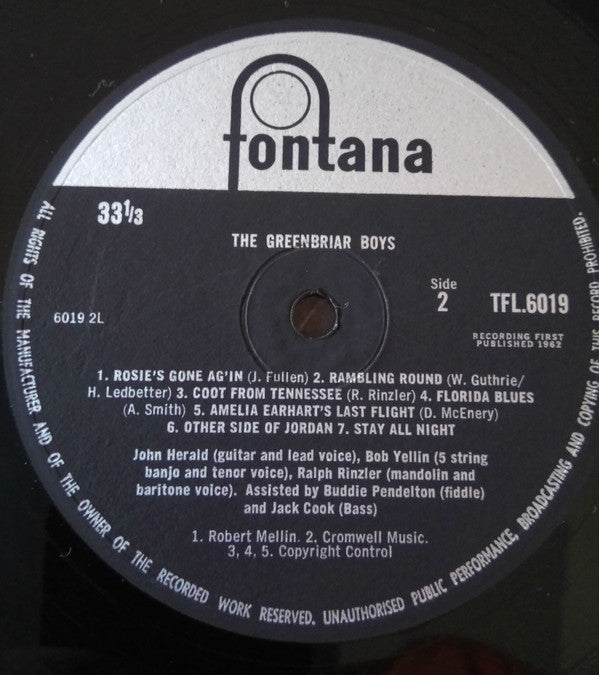 fontana
33⅓
THE GREENBRIAR BOYS
Side
2
TFL.6019
6019 2L
RECORDING FIRST
PUBLISHED 1962
1. ROSIE'S GONE AG'IN (J. Fullen) 2. RAMBLING ROUND (W. Guthrie/
H. Ledbetter) 3. COOT FROM TENNESSEE (R. Rinzler) 4. FLORIDA BLUES
(A. Smith) 5. AMELIA EARHART'S LAST FLIGHT (D. McEnery)
6. OTHER SIDE OF JORDAN 7. STAY ALL NIGHT
John Herald (guitar and lead voice), Bob Yellin (5 string
banjo and tenor voice), Ralph Rinzler (mandolin and
baritone voice). Assisted by Buddie Pendelton (fiddle)
and Jack Cook (Bass)
1. Robert Mellin. 2. Cromwell Music.
3, 4, 5. Copyright Control
ALL RIGHTS OF THE MANUFACTURER AND OF THE OWNER OF THE RECORDED WORK RESERVED. UNAUTHORISED PUBLIC PERFORMANCE, BROADCASTING AND COPYING OF THIS RECORD PROHIBITED.